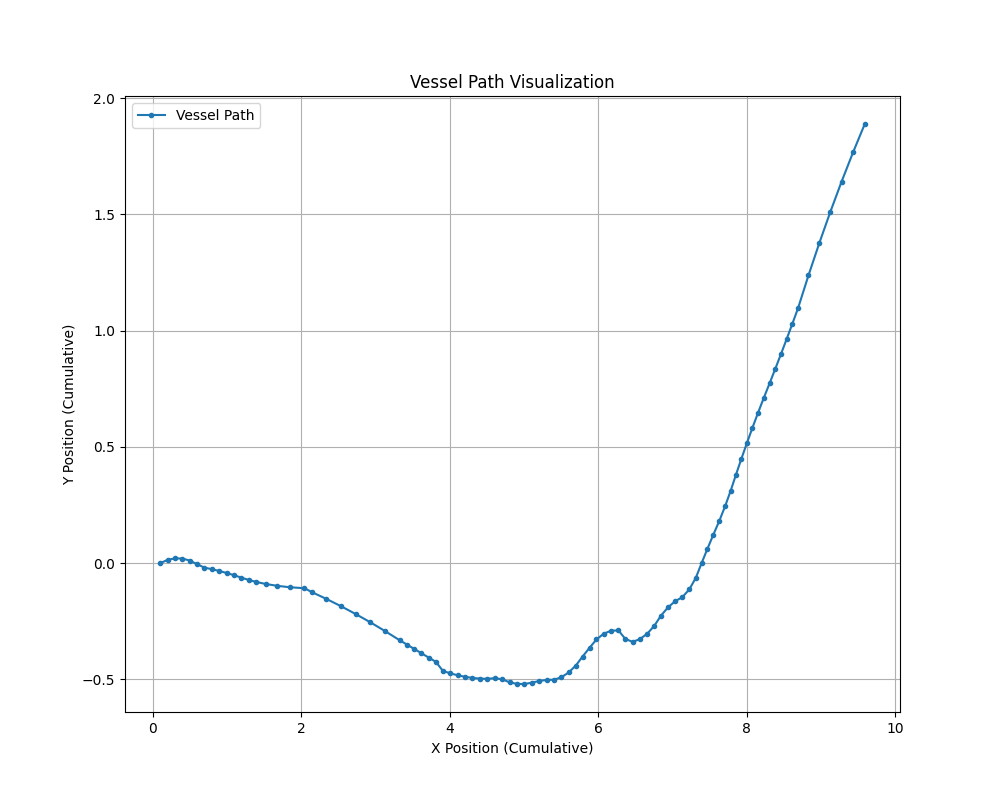 Vessel Path Visualization
Vessel Path
2.0
1.5
1.0
0.5
0.0
−0.5
Y Position (Cumulative)
0 2 4 6 8 10
X Position (Cumulative)